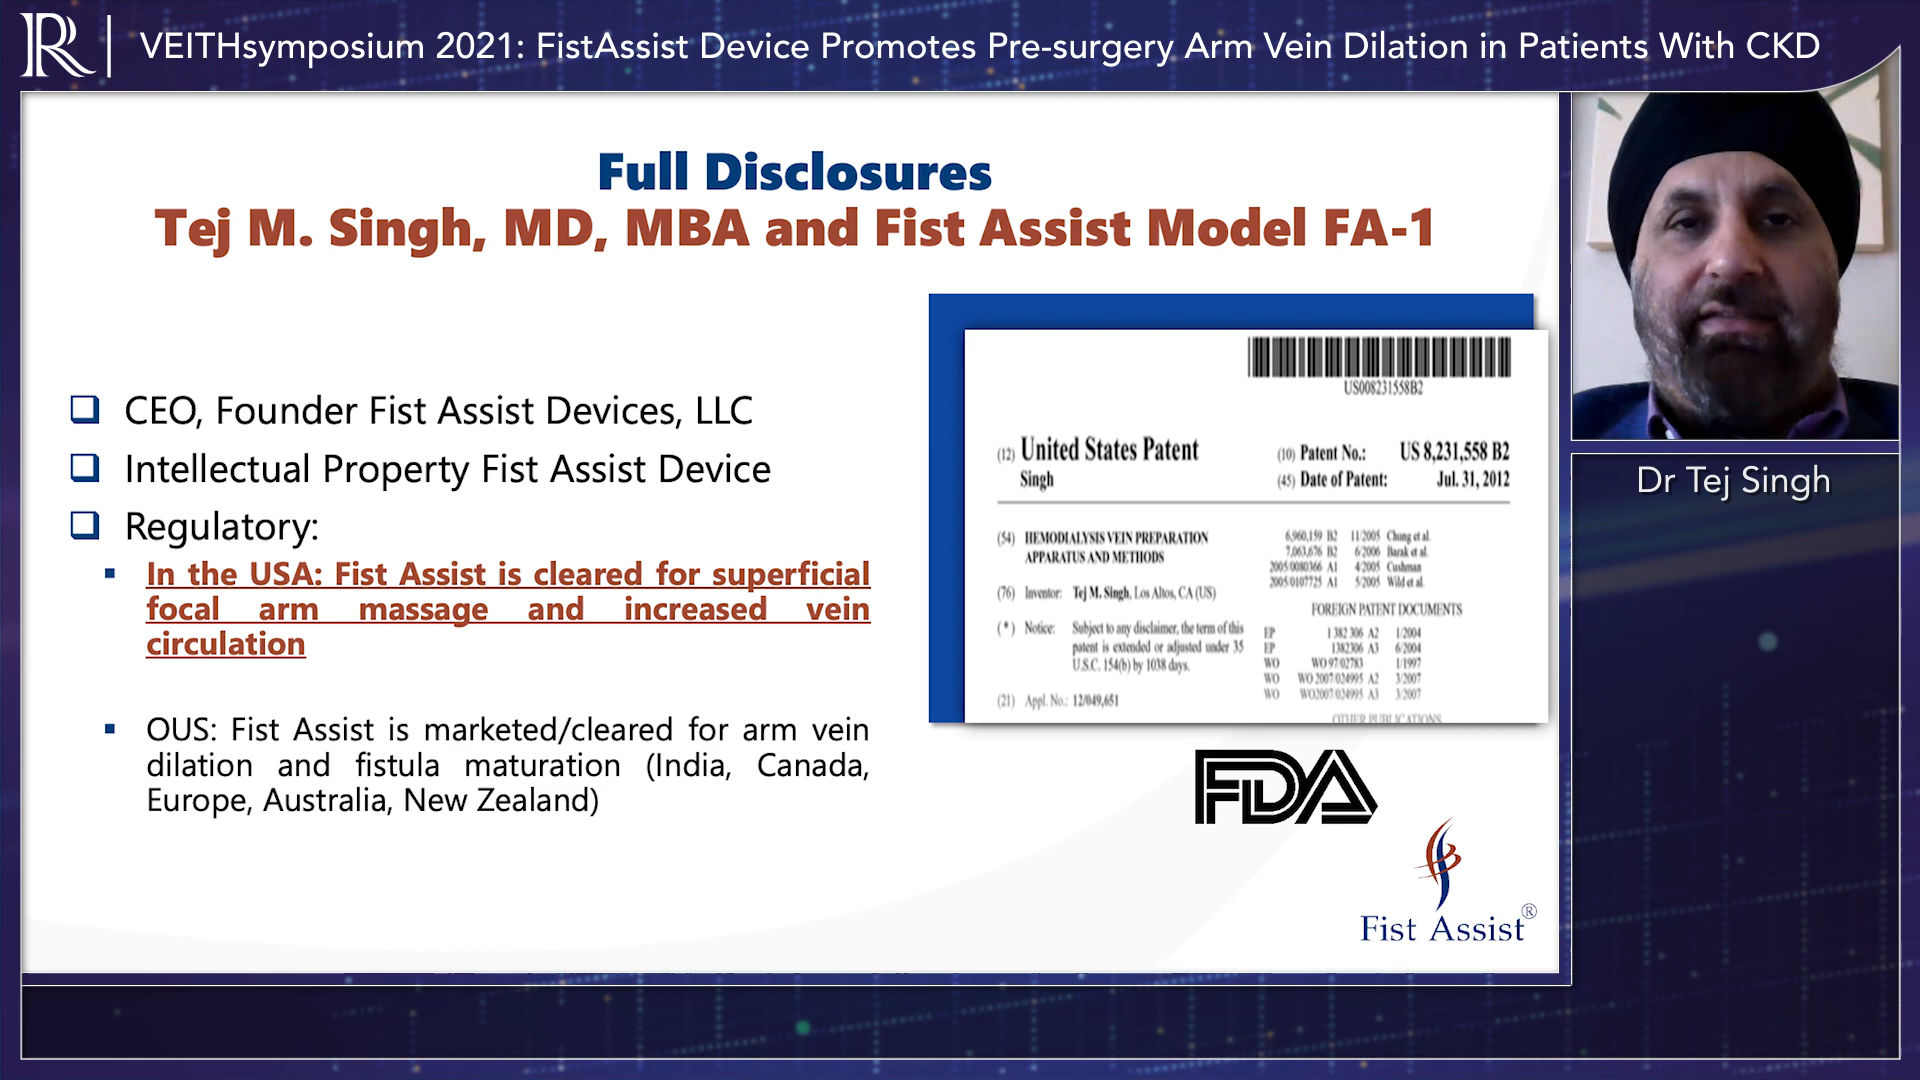 R
VEITHsymposium 2021: FistAssist Device Promotes Pre-surgery Arm Vein Dilation in Patients With CKD
Full Disclosures
Tej M. Singh, MD, MBA and Fist Assist Model FA-1
CEO, Founder Fist Assist Devices, LLC
Intellectual Property Fist Assist Device
Regulatory:
In the USA: Fist Assist is cleared for superficial
focal arm massage and increased vein
circulation
OUS: Fist Assist is marketed/cleared for arm vein
dilation and fistula maturation (India, Canada,
Europe, Australia, New Zealand)
US008231558B2
(12) United States Patent
Singh
(10) Patent No.: US 8,231,558 B2
(45) Date of Patent: Jul. 31, 2012
(54) HEMODIALYSIS VEIN PREPARATION
APPARATUS AND METHODS
(76) Inventor: Tej M. Singh, Los Altos, CA (US)
(*) Notice: Subject to any disclaimer, the term of this
patent is extended or adjusted under 35
U.S.C. 154(b) by 1038 days.
(21) Appl. No.: 12/049,651
6,960,159 B2 11/2005 Chung et al.
7,063,676 B2 6/2006 Barak et al.
2005/0080366 A1 4/2005 Cushman
2005/0107725 A1 5/2005 Wild et al.
FOREIGN PATENT DOCUMENTS
EP 1 382 306 A2 1/2004
EP 1382306 A3 6/2004
WO WO 97/02783 1/1997
WO WO 2007/024995 A2 3/2007
WO WO2007/024995 A3 3/2007
OTHER PUBLICATIONS
FDA
Fist Assist®
Dr Tej Singh